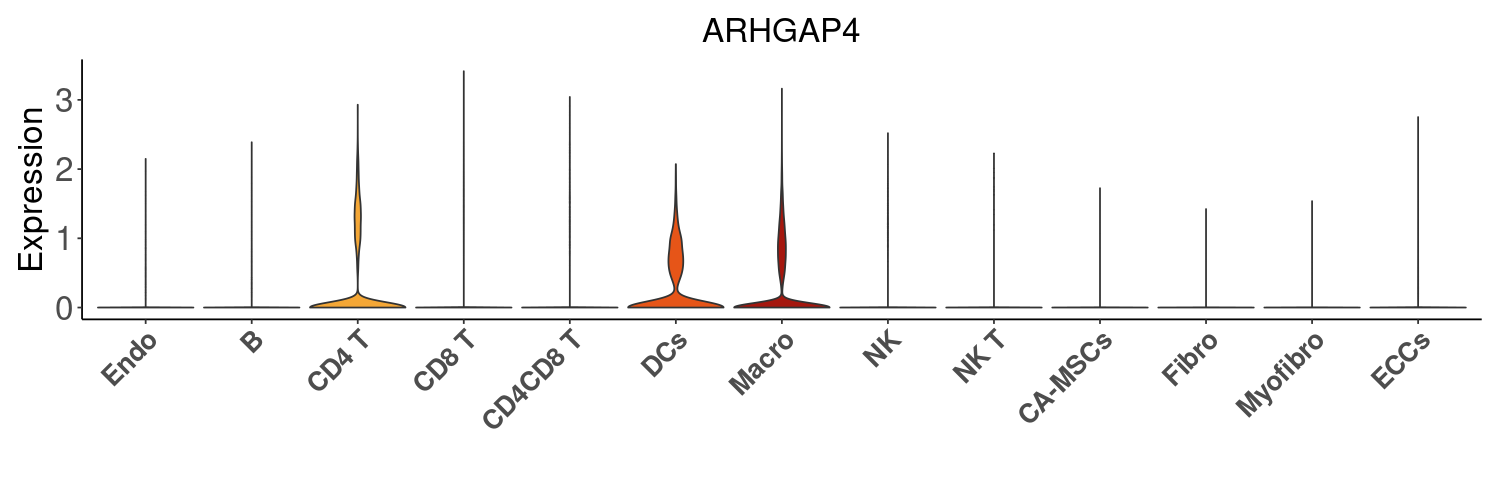 ARHGAP4
Expression
3
2
1
0
Endo
B
CD4 T
CD8 T
CD4CD8 T
DCs
Macro
NK
NK T
CA-MSCs
Fibro
Myofibro
ECCs